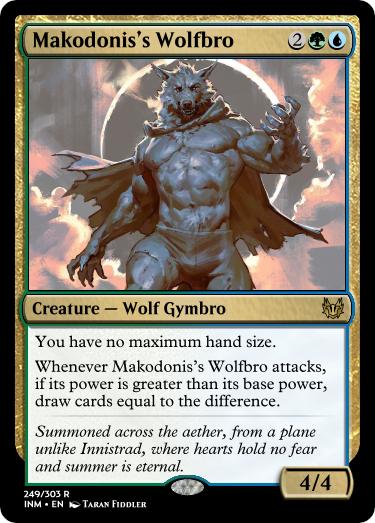 Makodonis's Wolfbro 2
Creature — Wolf Gymbro
You have no maximum hand size.
Whenever Makodonis's Wolfbro attacks,
if its power is greater than its base power,
draw cards equal to the difference.
Summoned across the aether, from a plane
unlike Innistrad, where hearts hold no fear
and summer is eternal.
4/4
249/303 R
INM • EN Taran Fiddler